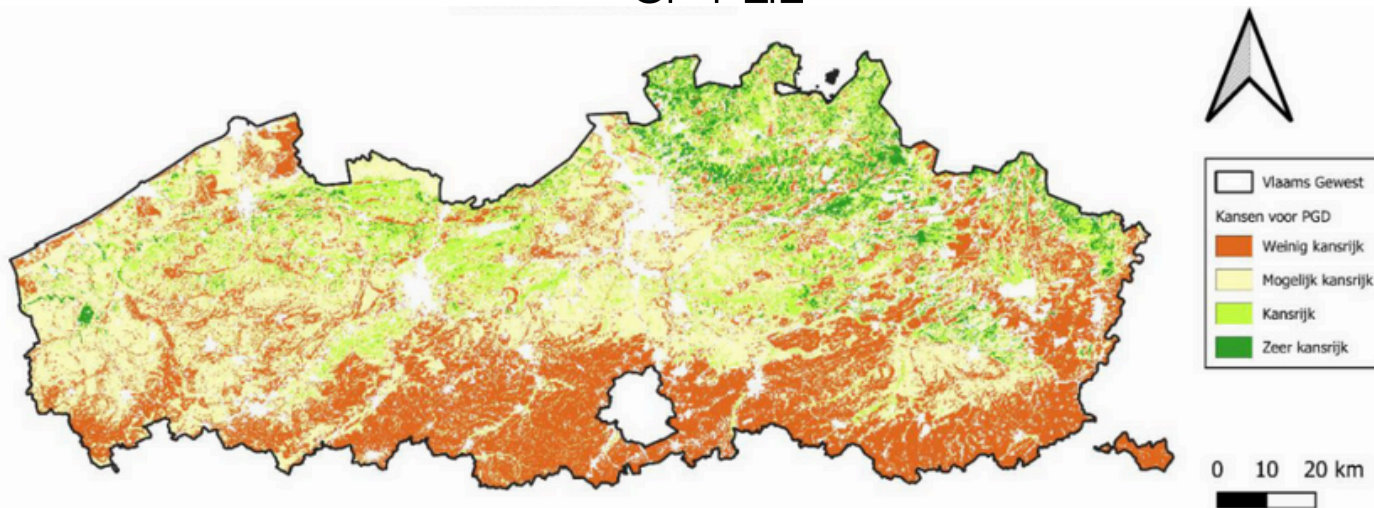 Vlaams Gewest
Kansen voor PGD
Weinig kansrijk
Mogelijk kansrijk
Kansrijk
Zeer kansrijk
0 10 20 km